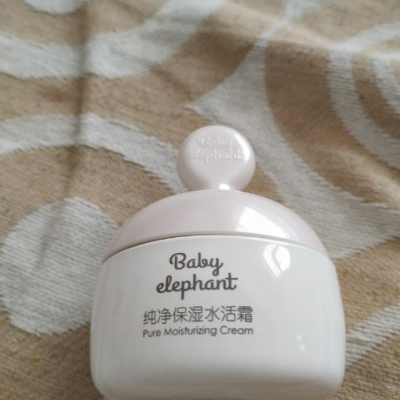 Baby
elephant
Baby
elephant
纯净保湿水活霜
Pure Moisturizing Cream